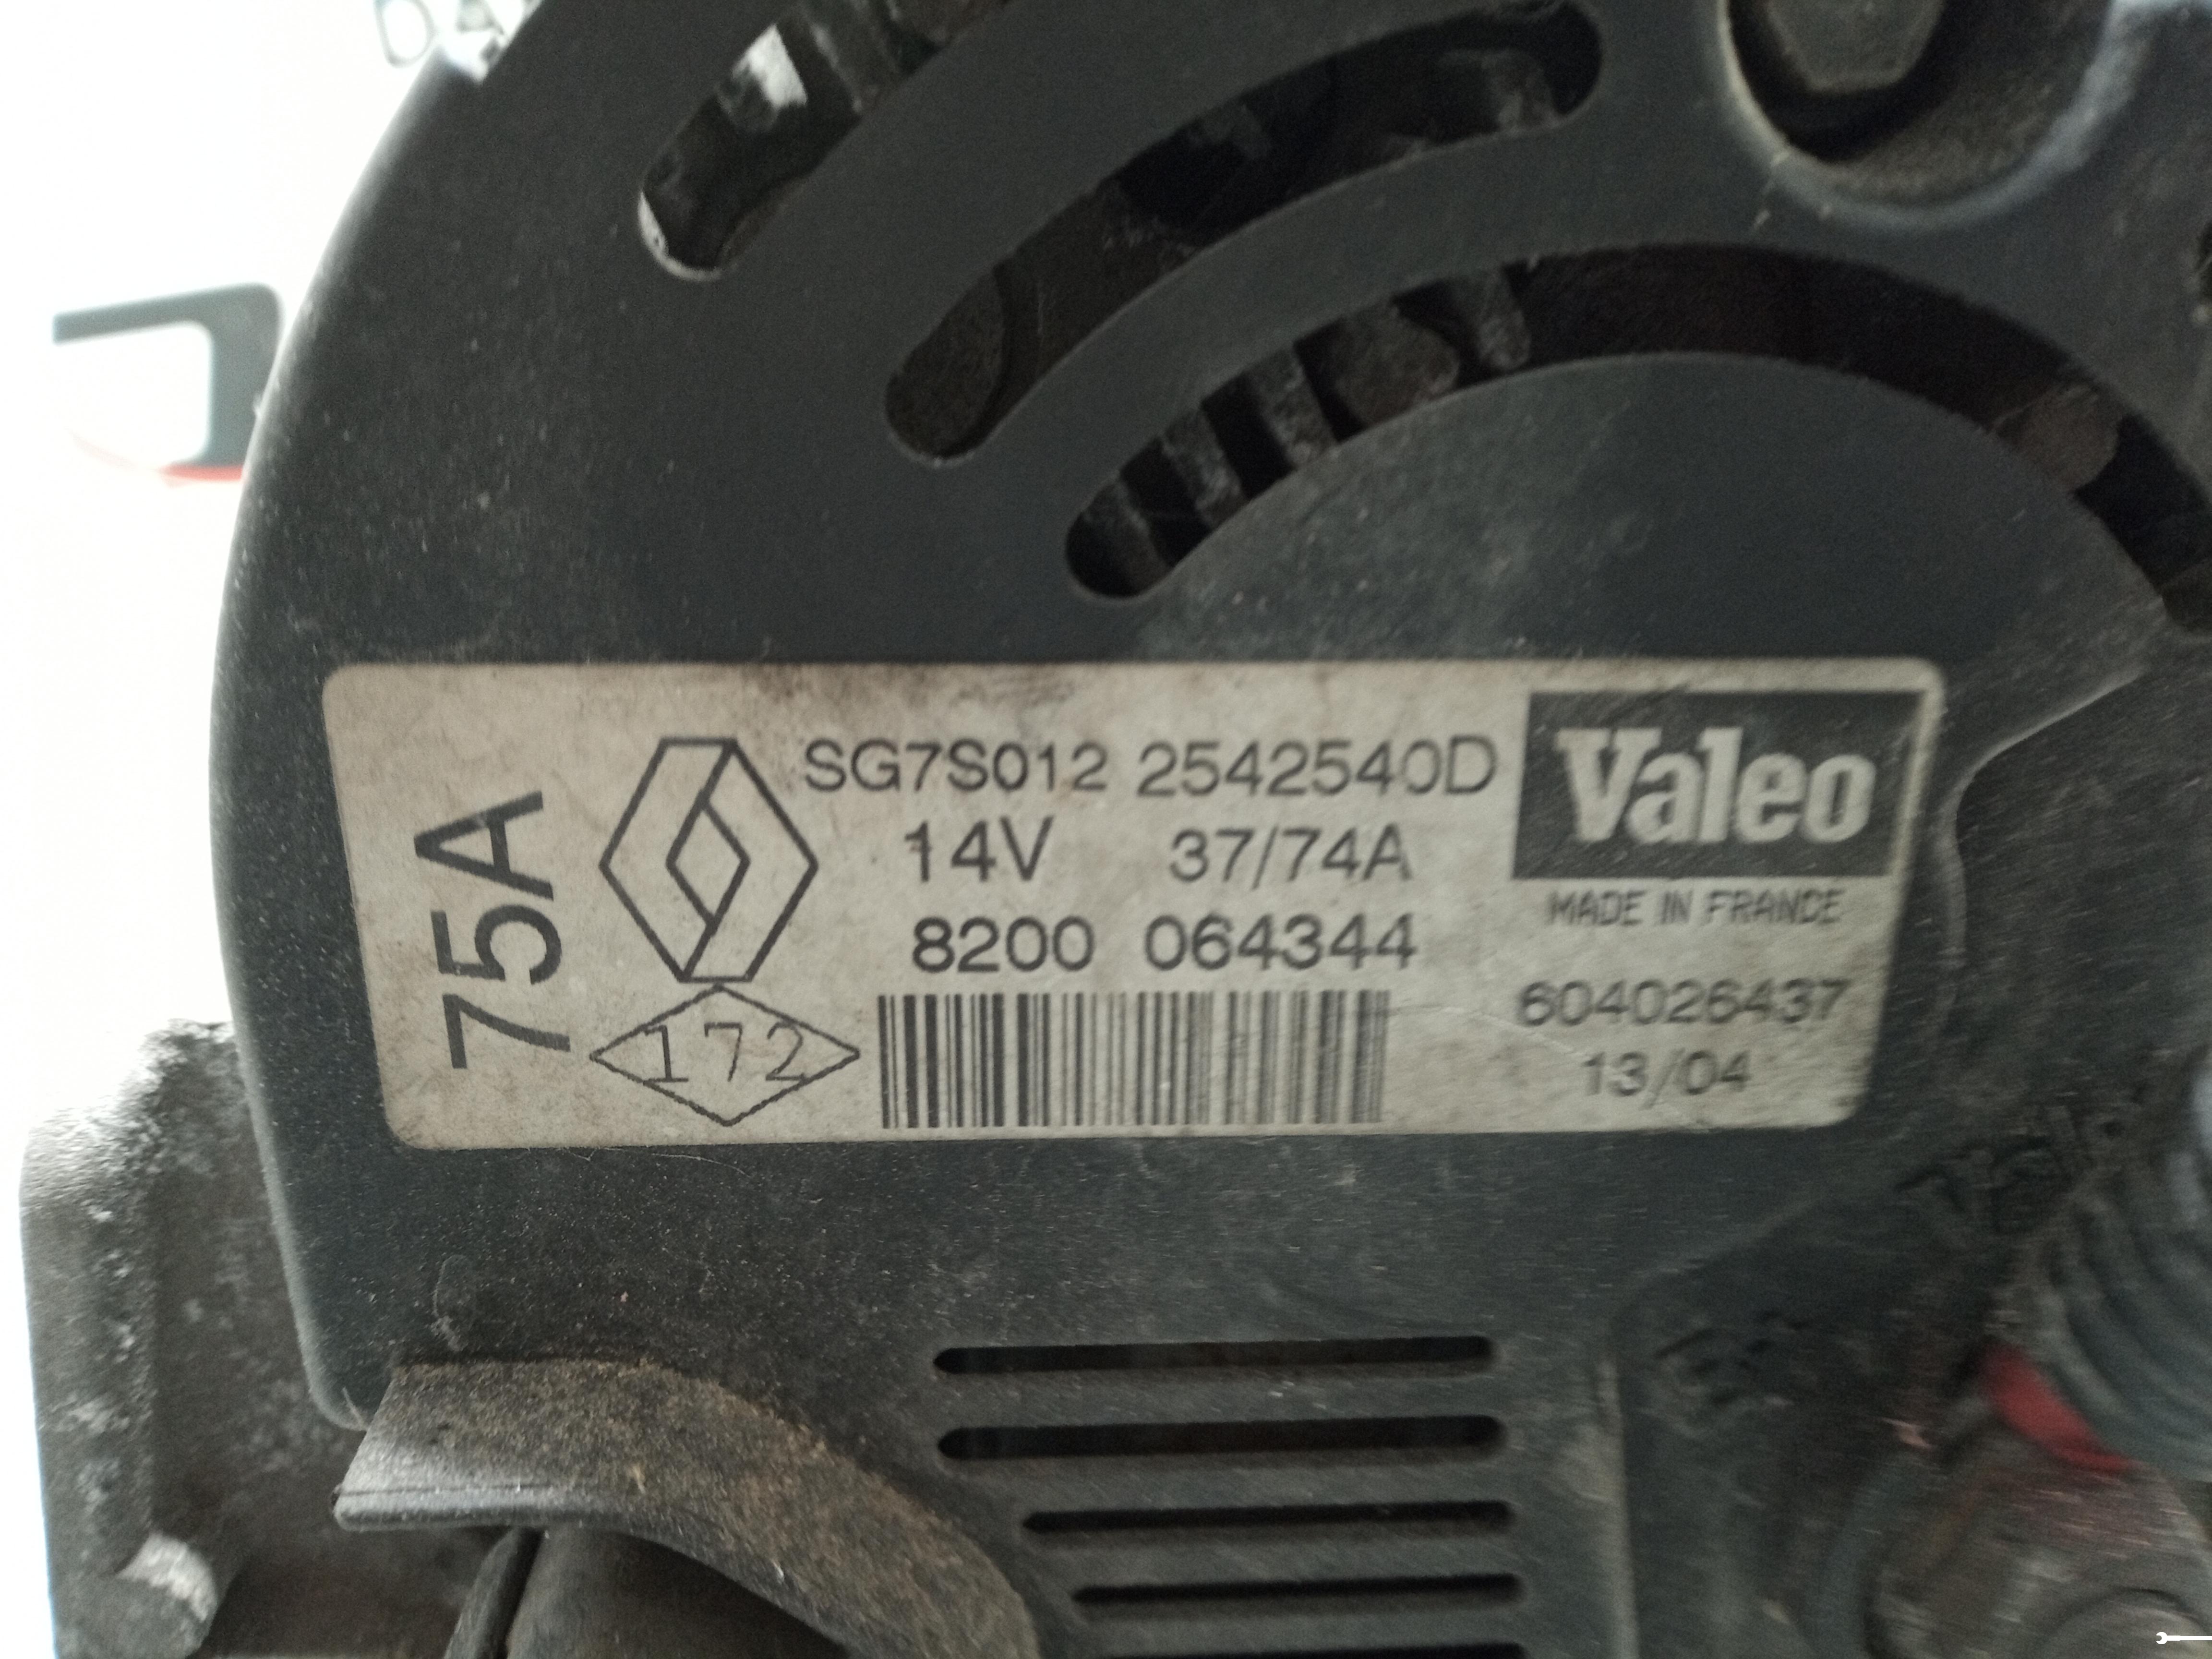 75A
SG7S012 2542540D
14V 37/74A
8200 064344
172
Valeo
MADE IN FRANCE
604026437
13/04